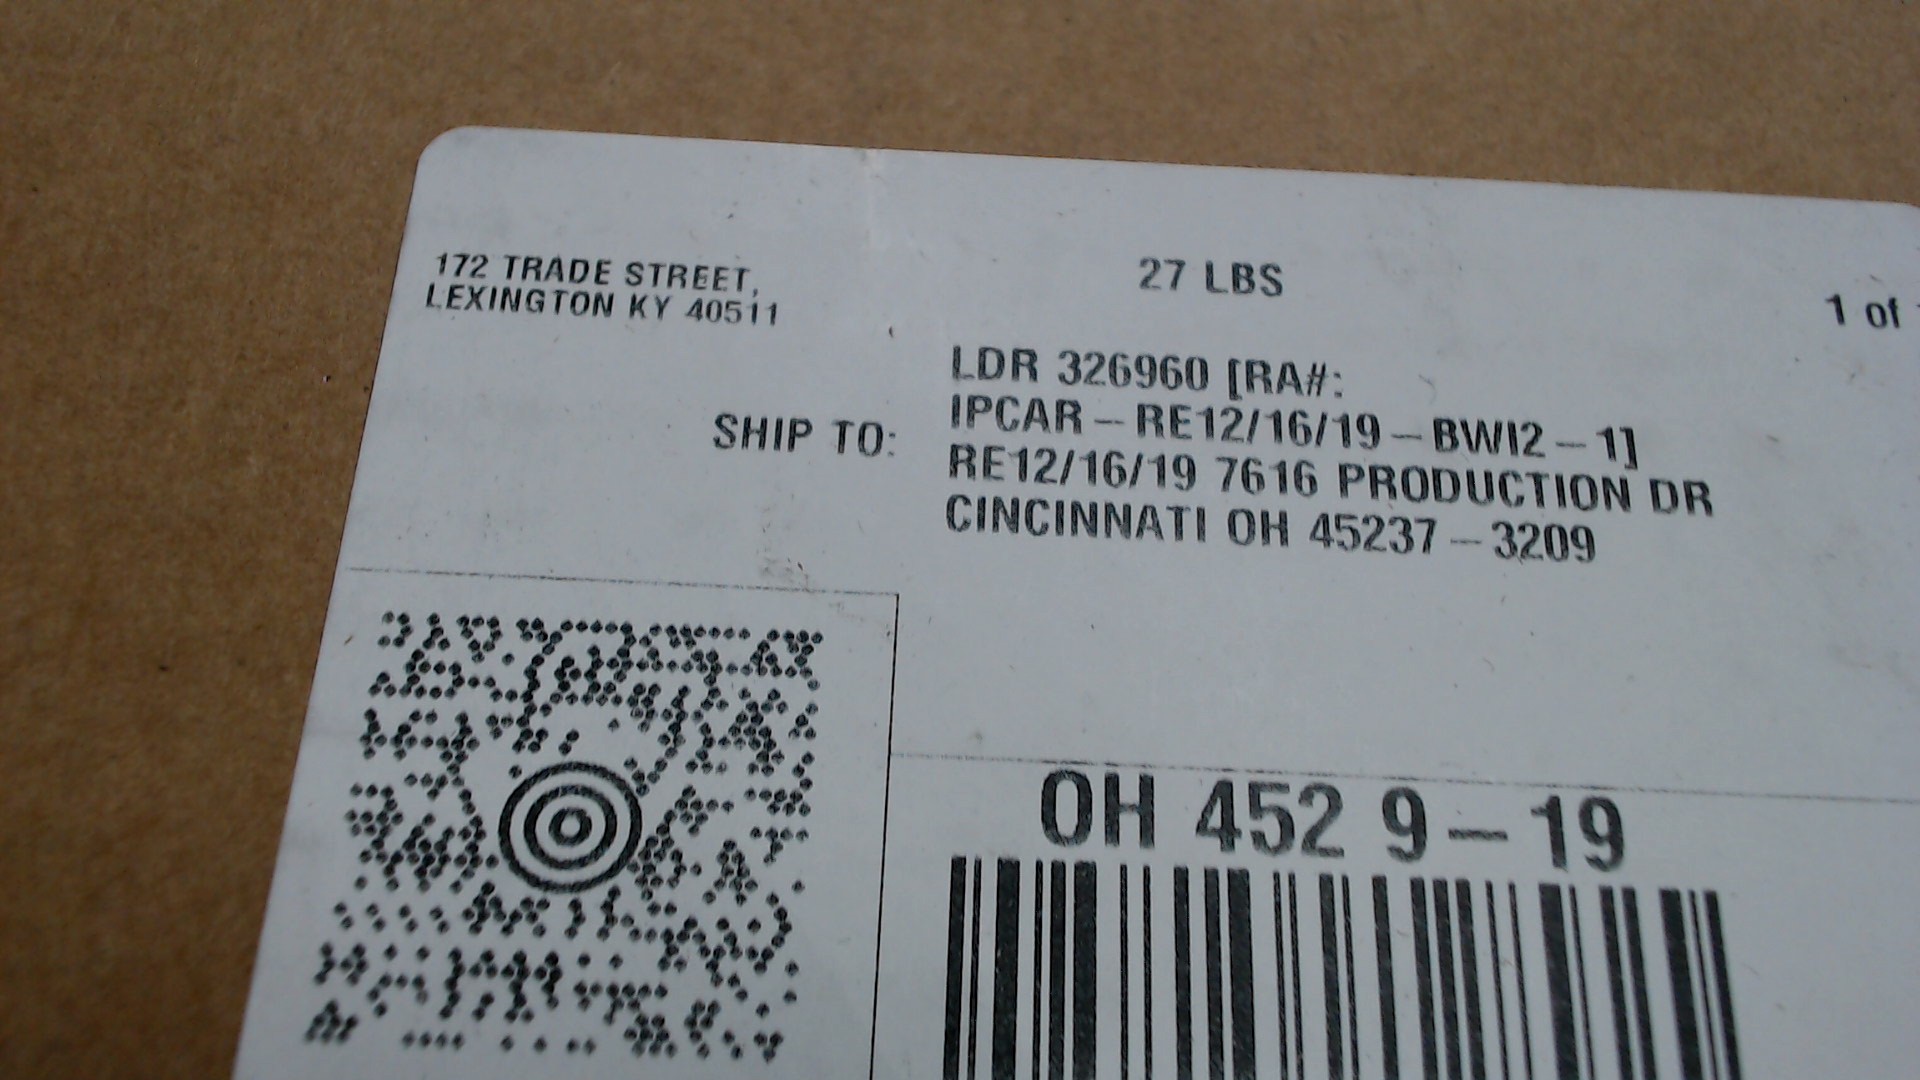 172 TRADE STREET,
LEXINGTON KY 40511
27 LBS
1 of
SHIP TO:
LDR 326960 [RA#:
IPCAR – RE12/16/19 – BWI2 – 1]
RE12/16/19 7616 PRODUCTION DR
CINCINNATI OH 45237 – 3209
OH 452 9 – 19